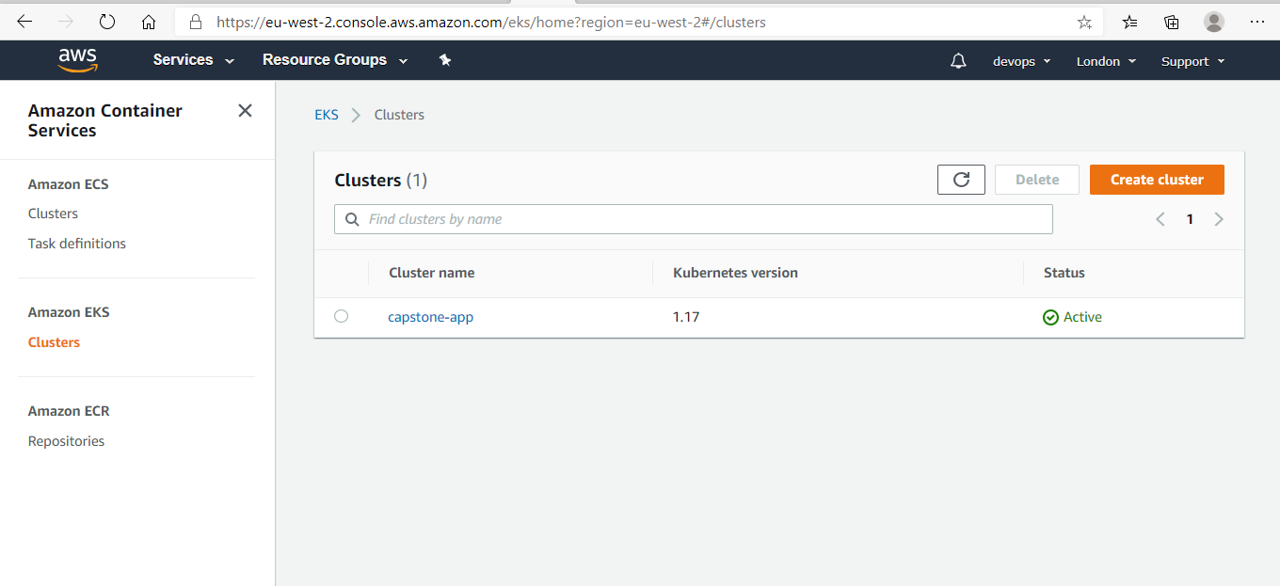 https://eu-west-2.console.aws.amazon.com/eks/home?region=eu-west-2#/clusters
aws Services Resource Groups devops London Support
Amazon Container
Services
Amazon ECS
Clusters
Task definitions
Amazon EKS
Clusters
Amazon ECR
Repositories
EKS Clusters
Clusters (1) Delete Create cluster
Find clusters by name 1
Cluster name Kubernetes version Status
capstone-app 1.17 Active